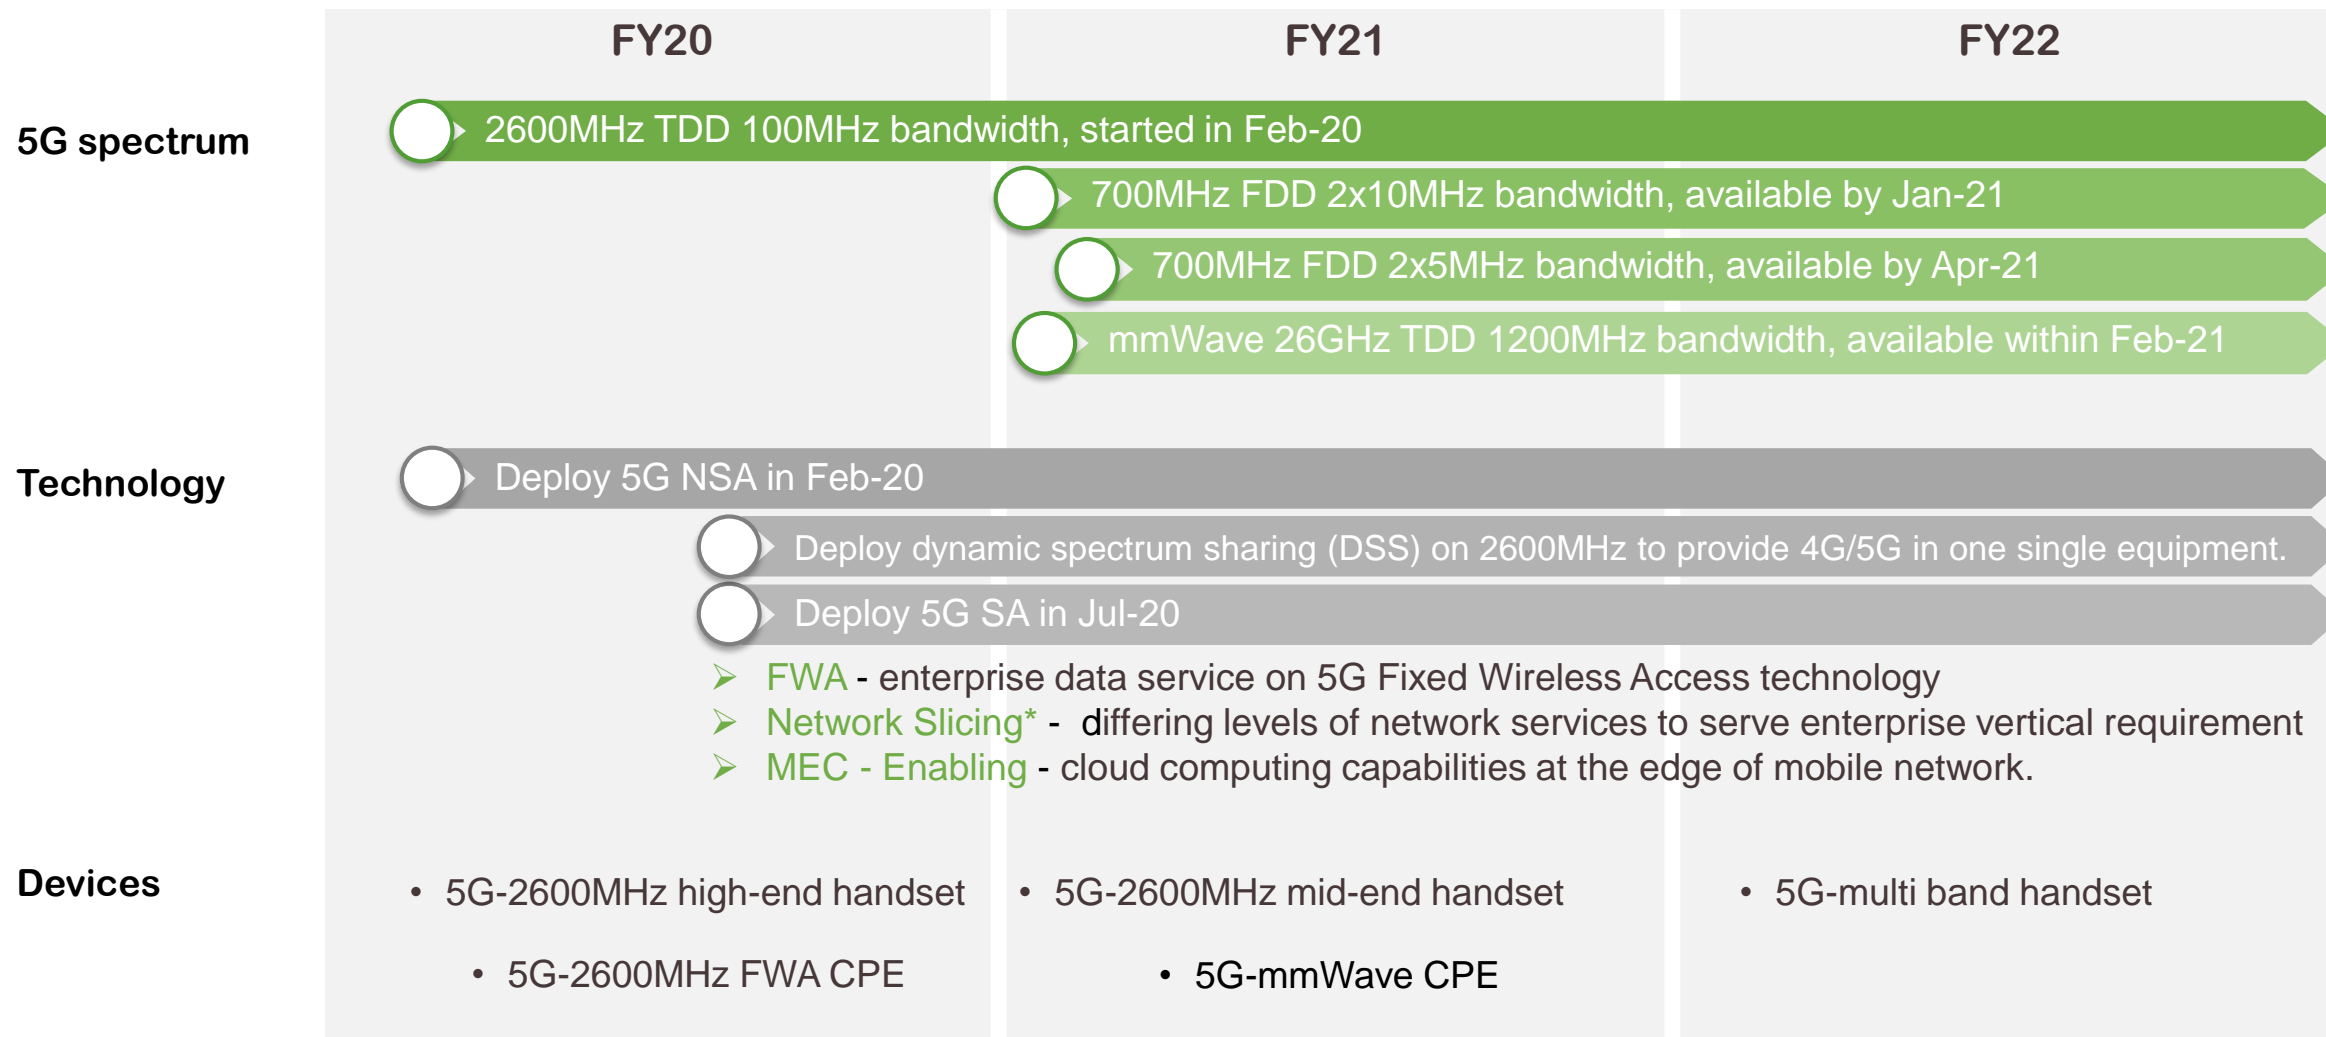 FY20 FY21 FY22
5G spectrum
2600MHz TDD 100MHz bandwidth, started in Feb-20
700MHz FDD 2x10MHz bandwidth, available by Jan-21
700MHz FDD 2x5MHz bandwidth, available by Apr-21
mmWave 26GHz TDD 1200MHz bandwidth, available within Feb-21
Technology
Deploy 5G NSA in Feb-20
Deploy dynamic spectrum sharing (DSS) on 2600MHz to provide 4G/5G in one single equipment.
Deploy 5G SA in Jul-20
➢ FWA - enterprise data service on 5G Fixed Wireless Access technology
➢ Network Slicing* - differing levels of network services to serve enterprise vertical requirement
➢ MEC - Enabling - cloud computing capabilities at the edge of mobile network.
Devices
• 5G-2600MHz high-end handset • 5G-2600MHz mid-end handset • 5G-multi band handset
• 5G-2600MHz FWA CPE • 5G-mmWave CPE